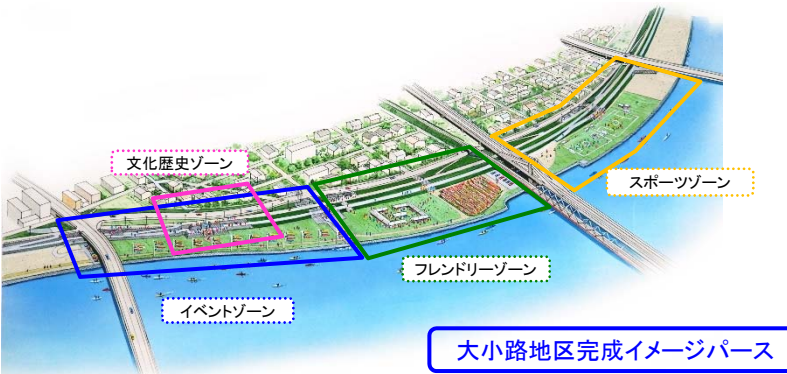 文化歴史ゾーン
スポーツゾーン
フレンドリーゾーン
イベントゾーン
大小路地区完成イメージパース